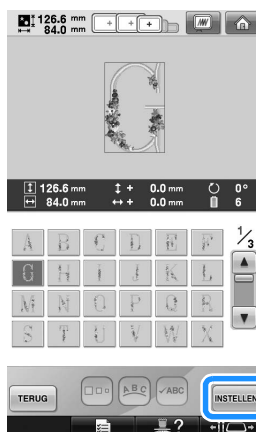 126.6 mm
84.0 mm
126.6 mm + 0.0 mm 0°
84.0 mm + 0.0 mm 6
A B C D E F
G H I J K L
M N O P Q R
S T U V W X
1/3
TERUG ABC ABC INSTELLEN
?